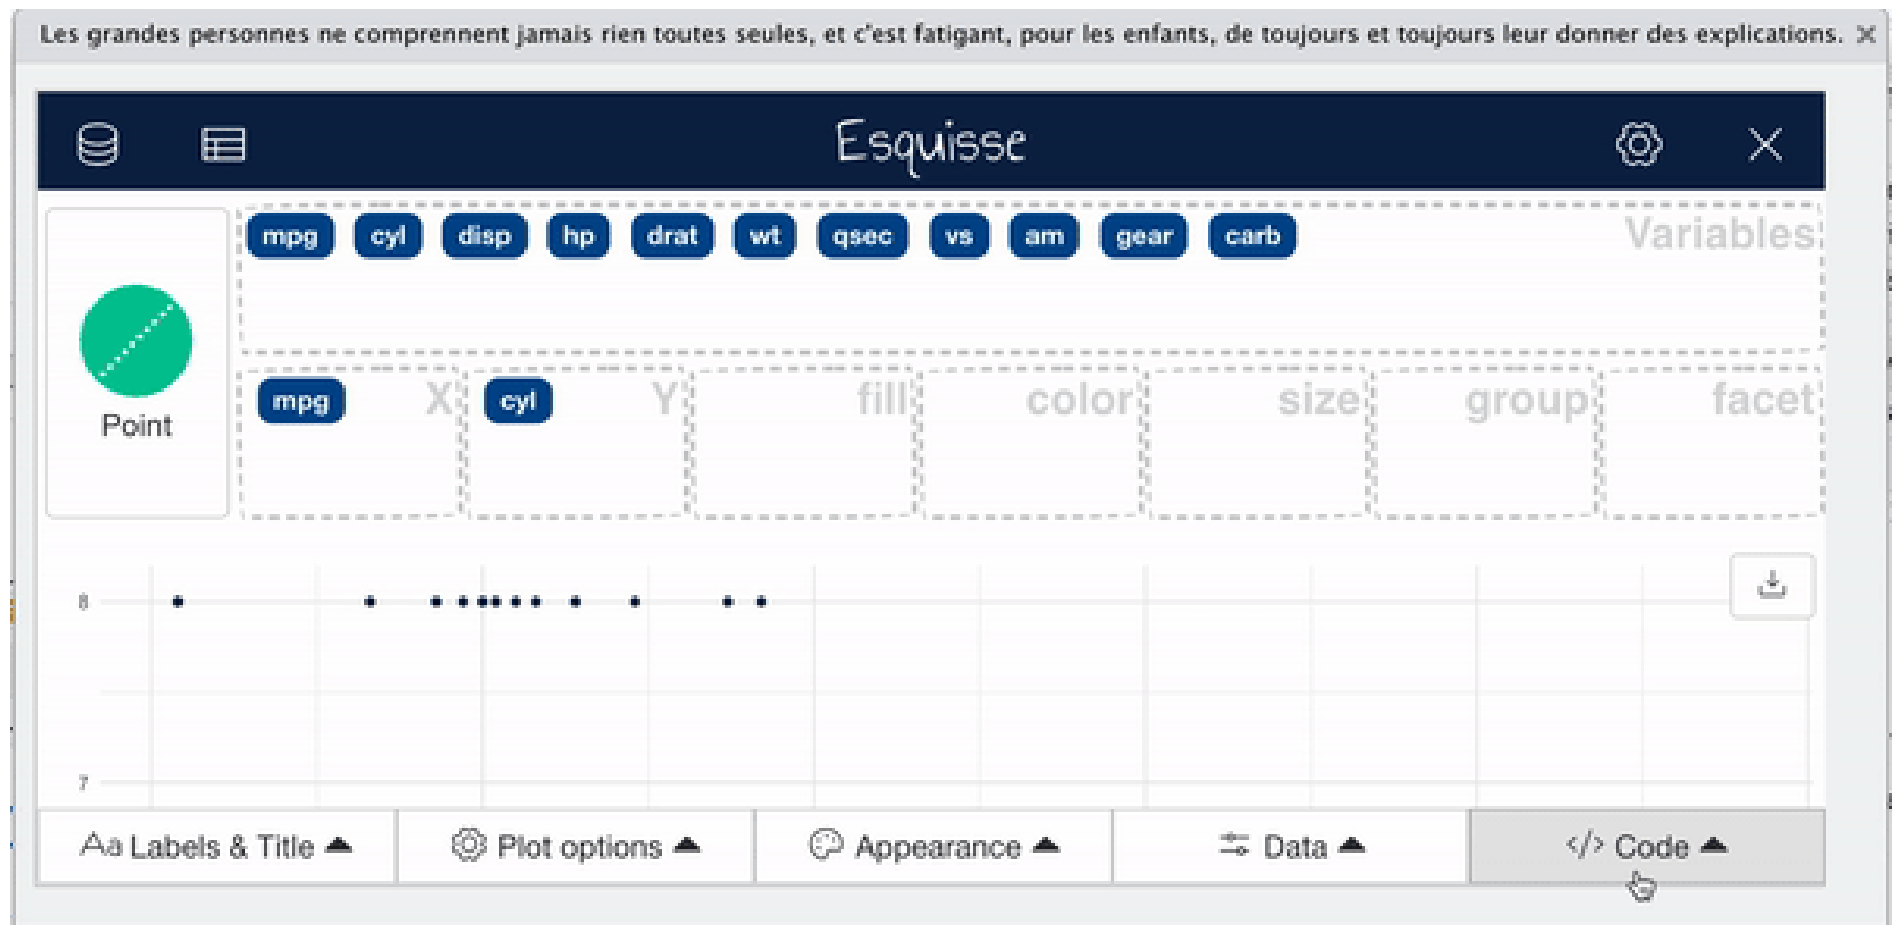 Les grandes personnes ne comprennent jamais rien toutes seules, et c'est fatigant, pour les enfants, de toujours et toujours leur donner des explications.
Esquisse
mpg cyl disp hp drat wt qsec vs am gear carb Variables
Point
mpg X cyl Y fill color size group facet
8
7
Aa Labels & Title Plot options Appearance Data </> Code